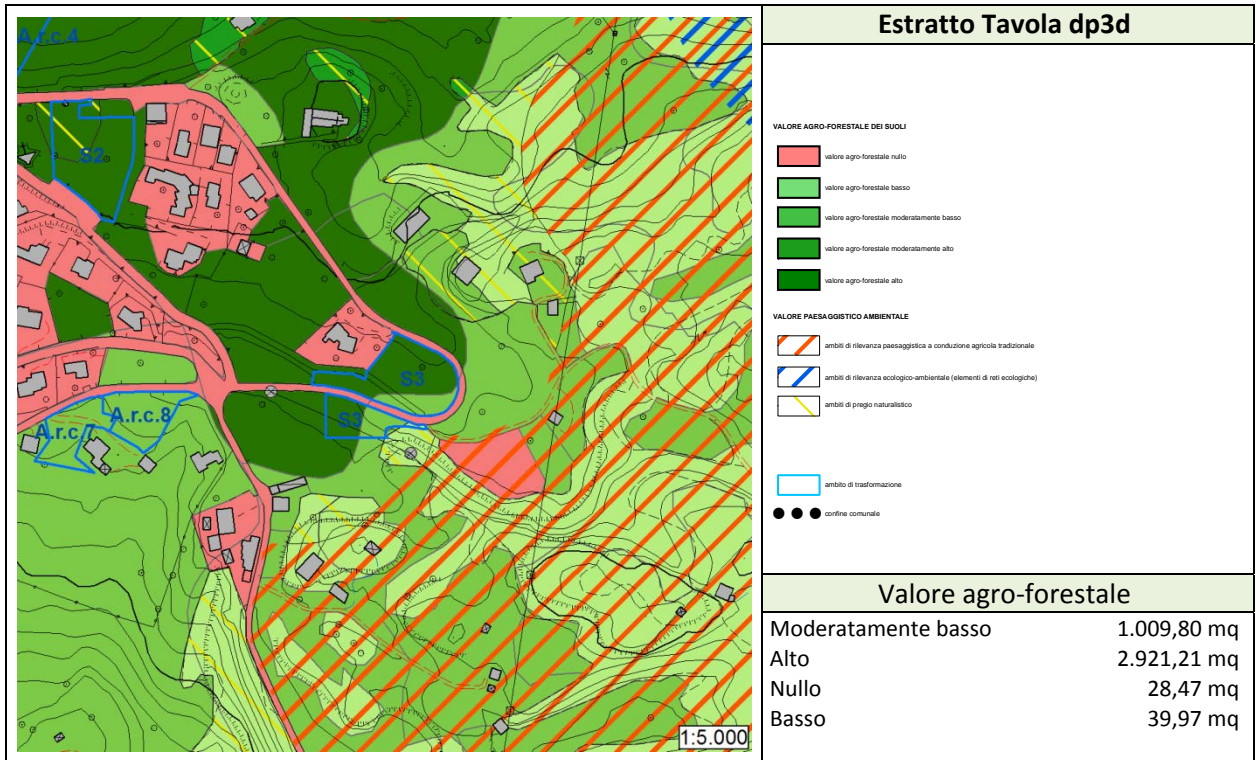 A.r.c.4
S2
S3
S3
A.r.c.8
A.r.c.7
1:5.000
Estratto Tavola dp3d
VALORE AGRO-FORESTALE DEI SUOLI
valore agro-forestale nullo
valore agro-forestale basso
valore agro-forestale moderatamente basso
valore agro-forestale moderatamente alto
valore agro-forestale alto
VALORE PAESAGGISTICO AMBIENTALE
ambiti di rilevanza paesaggistica a conduzione agricola tradizionale
ambiti di rilevanza ecologico-ambientale (elementi di reti ecologiche)
ambiti di pregio naturalistico
ambito di trasformazione
confine comunale
Valore agro-forestale
Moderatamente basso 1.009,80 mq
Alto 2.921,21 mq
Nullo 28,47 mq
Basso 39,97 mq